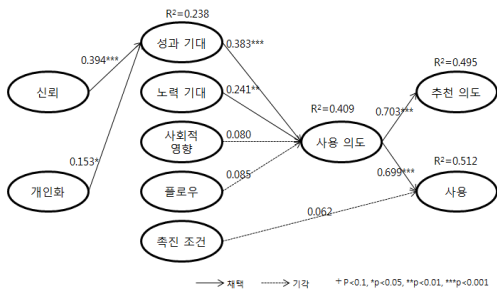 R²=0.238
성과 기대
0.383***
0.394***
신뢰
노력 기대
0.241**
R²=0.495
추천 의도
R²=0.409
0.703***
사회적
영향
0.080
사용 의도
0.153*
R²=0.512
0.699***
개인화
플로우
0.085
사용
0.062
촉진 조건
채택
기각
+ P<0.1, *p<0.05, **p<0.01, ***p<0.001